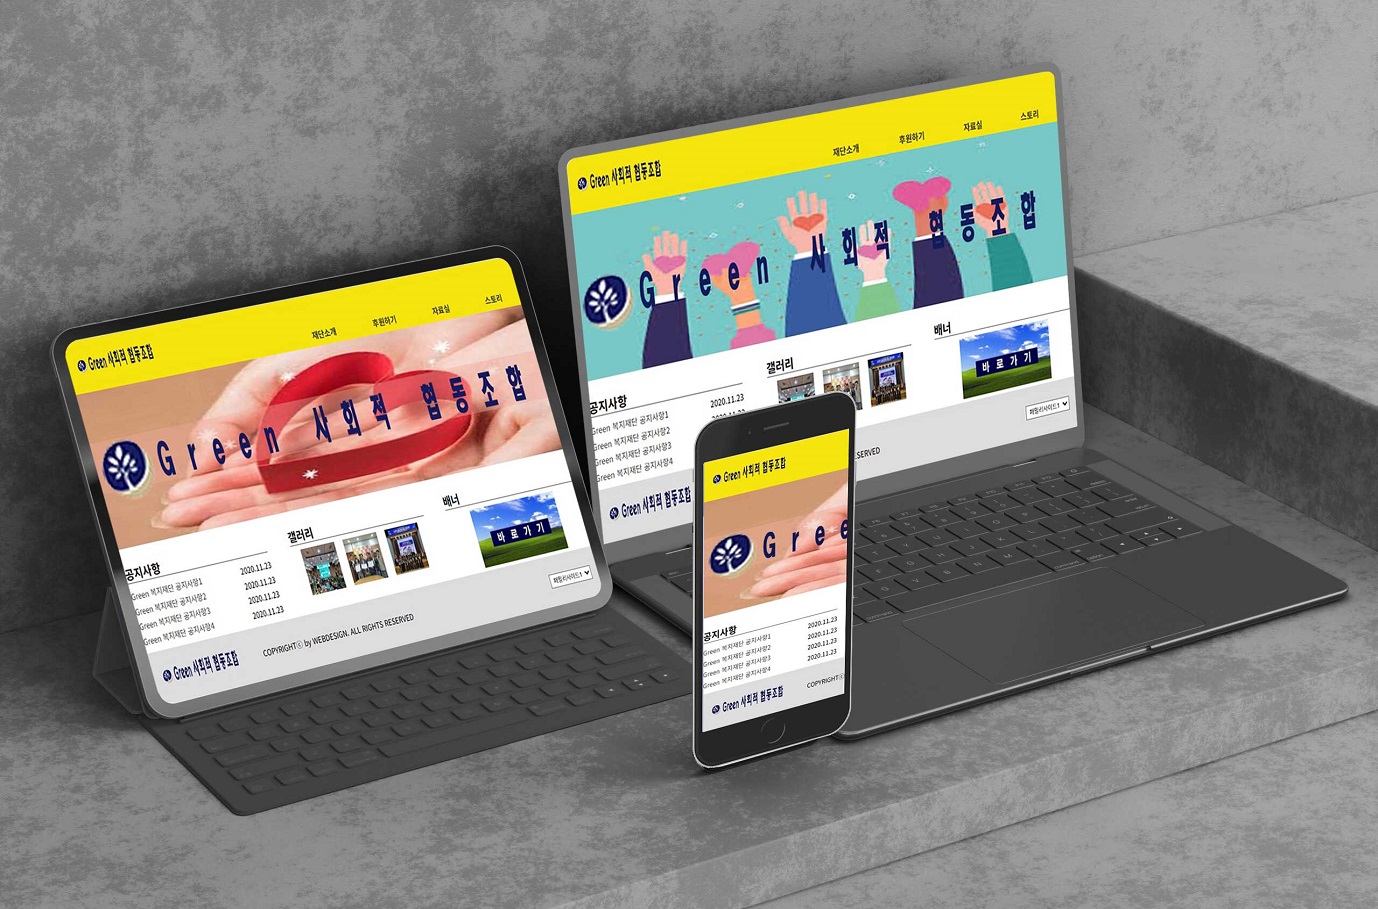 Green 사회적 협동조합
재단소개 후원하기 자료실 스토리
Green 사회적 협동조합
공지사항
Green 복지재단 공지사항1 2020.11.23
Green 복지재단 공지사항2 2020.11.23
Green 복지재단 공지사항3 2020.11.23
Green 복지재단 공지사항4 2020.11.23
갤러리
배너
바로가기
Green 사회적 협동조합
COPYRIGHTⓒ by WEBDESIGN. ALL RIGHTS RESERVED
패밀리사이트1
Green 사회적 협동조합
재단소개 후원하기 자료실 스토리
Green 사회적 협동조합
공지사항
Green 복지재단 공지사항1 2020.11.23
Green 복지재단 공지사항2
Green 복지재단 공지사항3
Green 복지재단 공지사항4
갤러리
배너
바로가기
Green 사회적 협동조합
ESERVED
패밀리사이트1
Green 사회적 협동조합
Gree
공지사항
Green 복지재단 공지사항1 2020.11.23
Green 복지재단 공지사항2 2020.11.23
Green 복지재단 공지사항3 2020.11.23
Green 복지재단 공지사항4 2020.11.23
Green 사회적 협동조합
COPYRIGHTⓒ